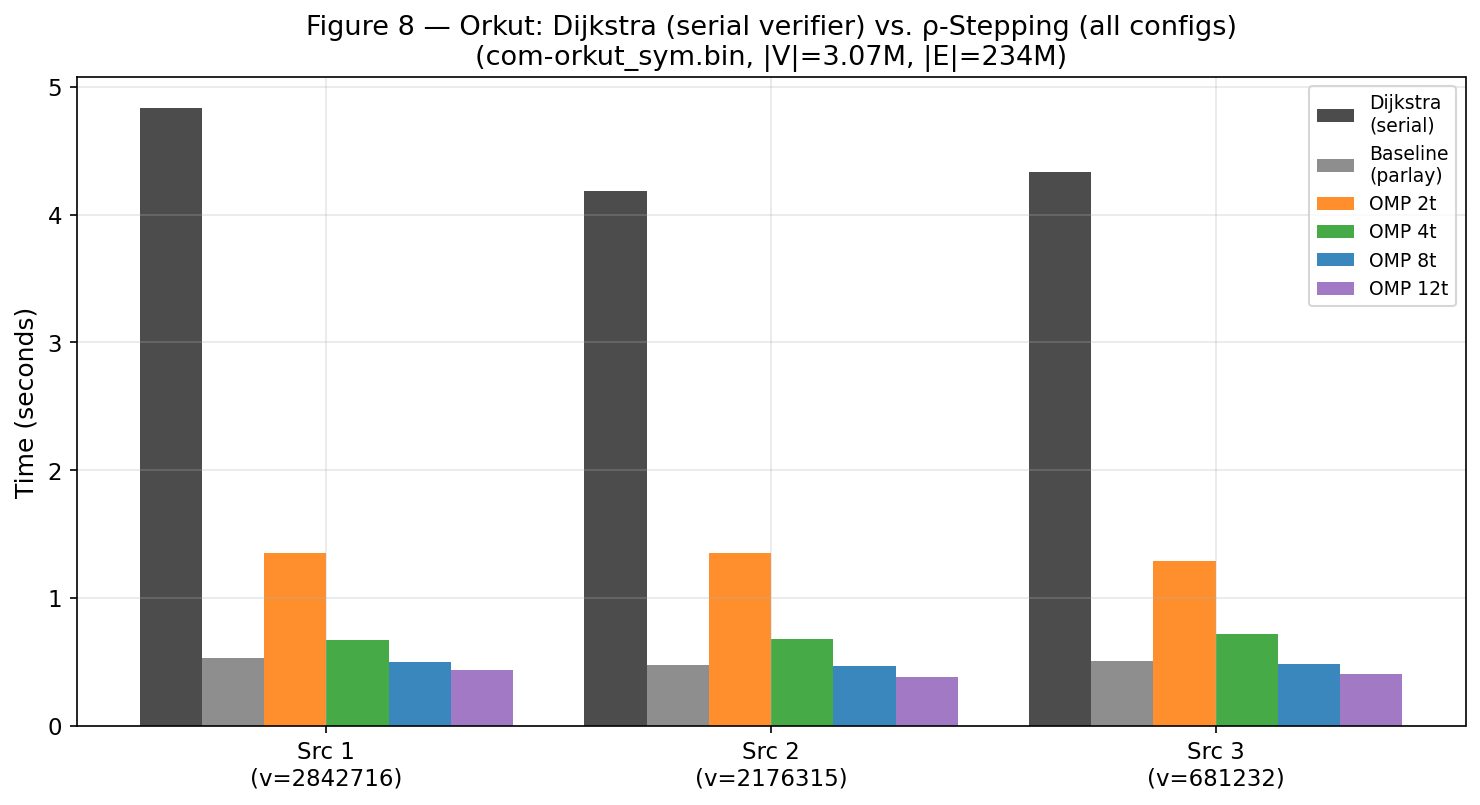 Figure 8 — Orkut: Dijkstra (serial verifier) vs. ρ-Stepping (all configs)
(com-orkut_sym.bin, |V|=3.07M, |E|=234M)
Time (seconds)
5
4
3
2
1
0
Dijkstra
(serial)
Baseline
(parlay)
OMP 2t
OMP 4t
OMP 8t
OMP 12t
Src 1
(v=2842716)
Src 2
(v=2176315)
Src 3
(v=681232)